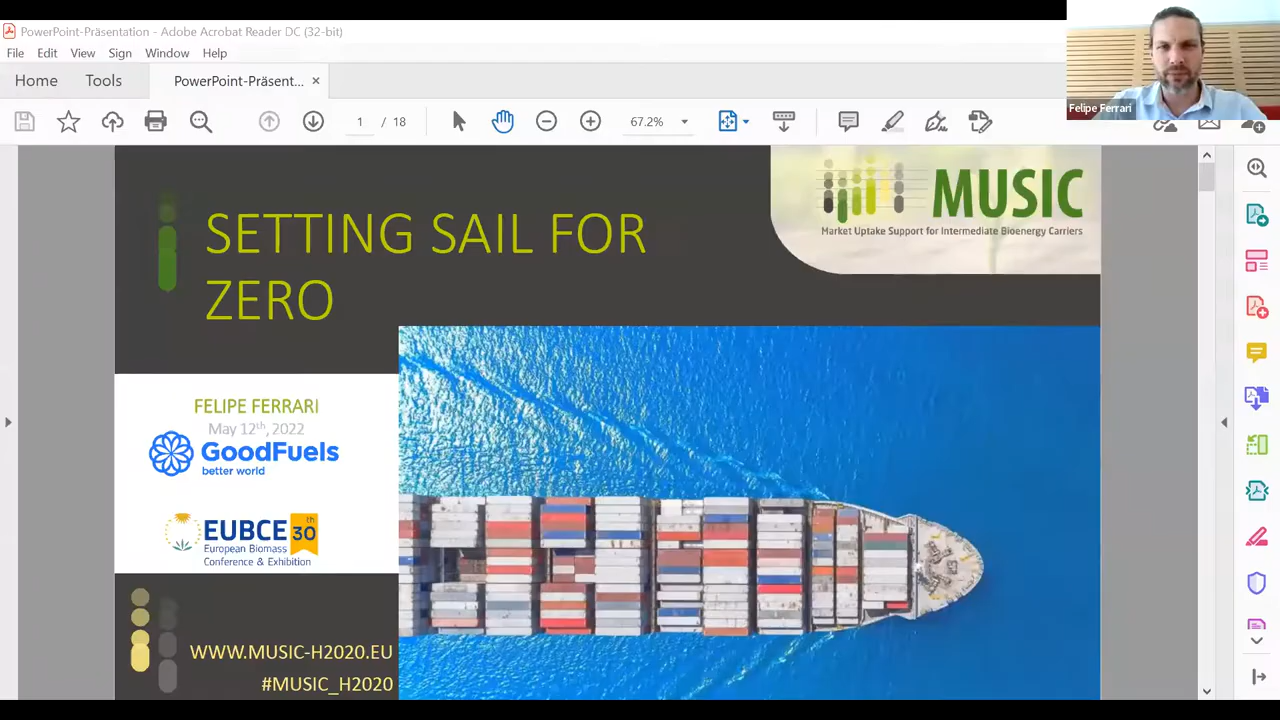 PowerPoint-Präsentation - Adobe Acrobat Reader DC (32-bit)
File Edit View Sign Window Help
Home Tools PowerPoint-Präsent... ×
1 / 18 67.2%
Felipe Ferrari
SETTING SAIL FOR
ZERO
MUSIC
Market Uptake Support for Intermediate Bioenergy Carriers
FELIPE FERRARI
May 12th, 2022
GoodFuels
better world
EUBCE 30th
European Biomass
Conference & Exhibition
WWW.MUSIC-H2020.EU
#MUSIC_H2020